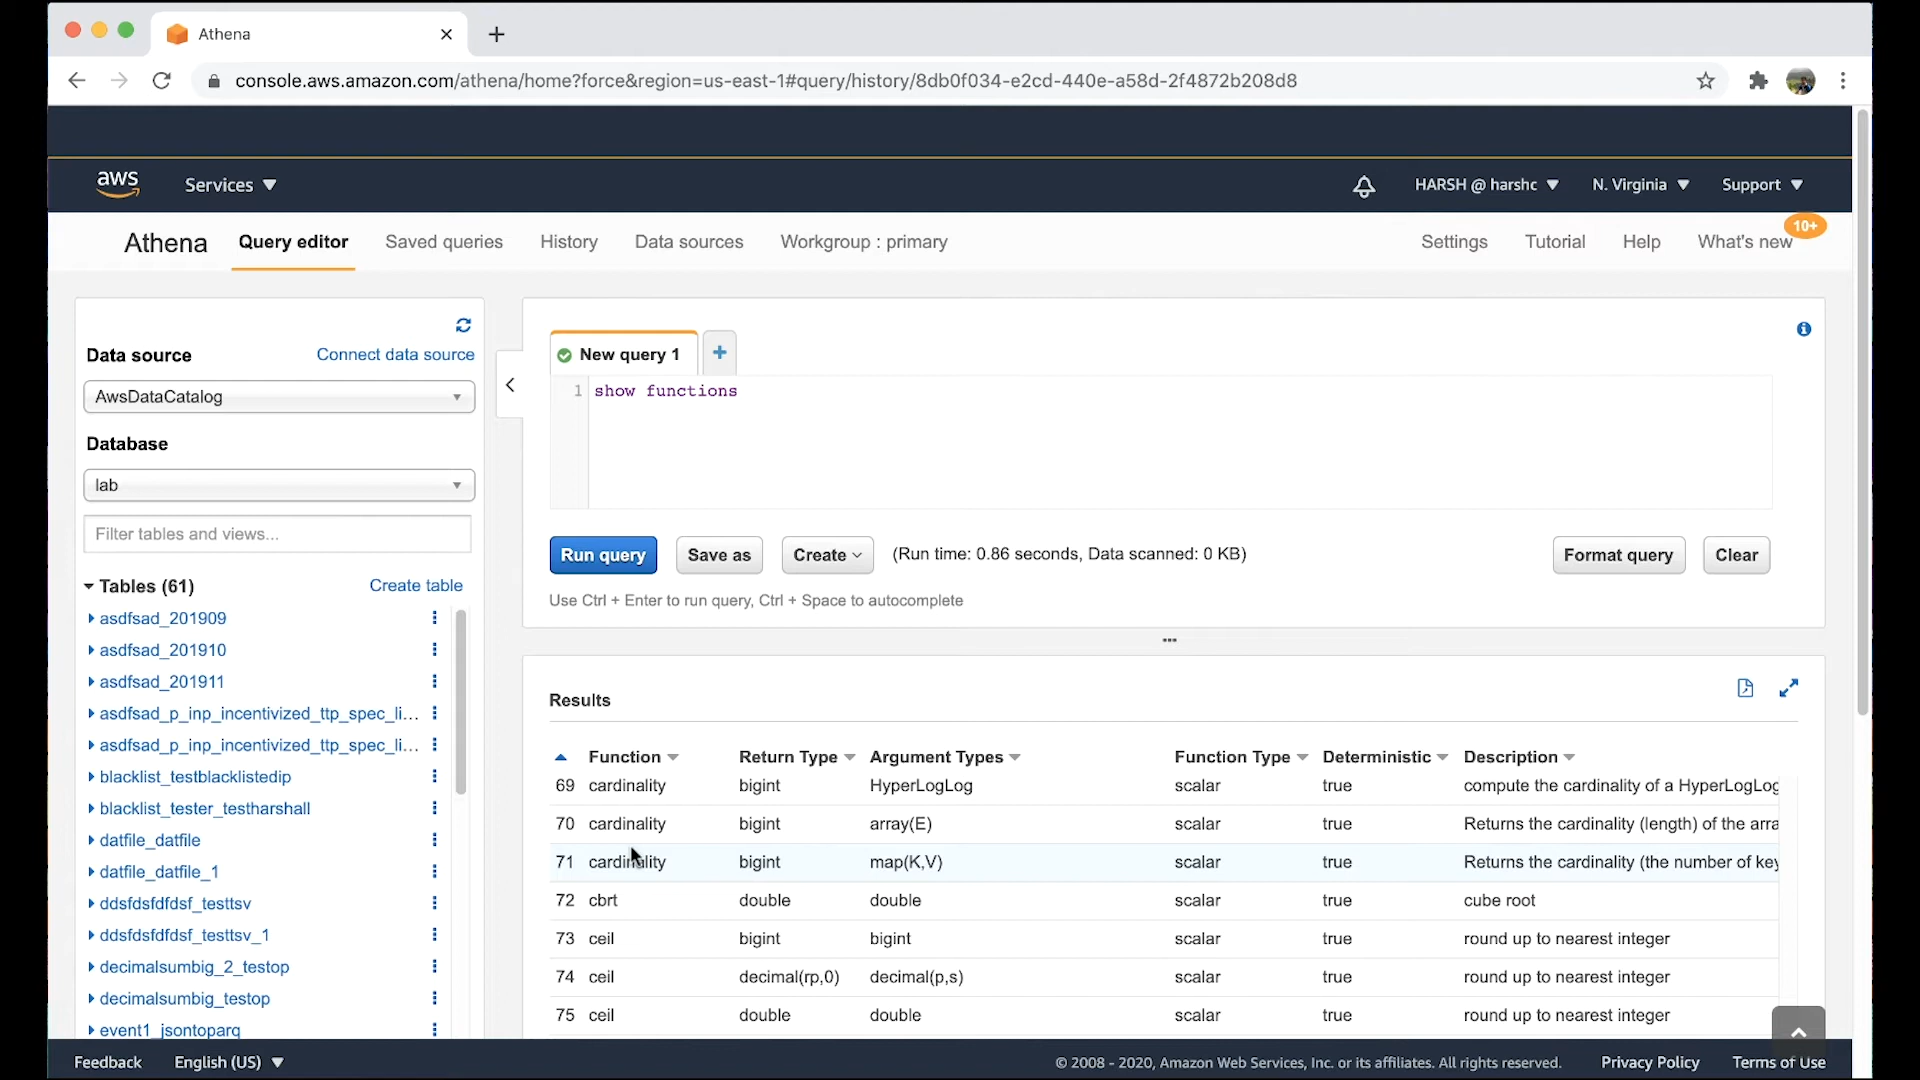 Athena
console.aws.amazon.com/athena/home?force&region=us-east-1#query/history/8db0f034-e2cd-440e-a58d-2f4872b208d8
aws Services HARSH @ harshc N. Virginia Support
Athena Query editor Saved queries History Data sources Workgroup : primary Settings Tutorial Help What's new 10+
Data source Connect data source
AwsDataCatalog
Database
lab
Filter tables and views...
Tables (61) Create table
asdfsad_201909
asdfsad_201910
asdfsad_201911
asdfsad_p_inp_incentivized_ttp_spec_li...
asdfsad_p_inp_incentivized_ttp_spec_li...
blacklist_testblacklistedip
blacklist_tester_testharshall
datfile_datfile
datfile_datfile_1
ddsfdsfdfdsf_testtsv
ddsfdsfdfdsf_testtsv_1
decimalsumbig_2_testop
decimalsumbig_testop
event1_jsontoparq
New query 1
1 show functions
Run query Save as Create (Run time: 0.86 seconds, Data scanned: 0 KB) Format query Clear
Use Ctrl + Enter to run query, Ctrl + Space to autocomplete
Results
Function Return Type Argument Types Function Type Deterministic Description
69 cardinality bigint HyperLogLog scalar true compute the cardinality of a HyperLogLog
70 cardinality bigint array(E) scalar true Returns the cardinality (length) of the arra
71 cardinality bigint map(K,V) scalar true Returns the cardinality (the number of key
72 cbrt double double scalar true cube root
73 ceil bigint bigint scalar true round up to nearest integer
74 ceil decimal(rp,0) decimal(p,s) scalar true round up to nearest integer
75 ceil double double scalar true round up to nearest integer
Feedback English (US) © 2008 - 2020, Amazon Web Services, Inc. or its affiliates. All rights reserved. Privacy Policy Terms of Use